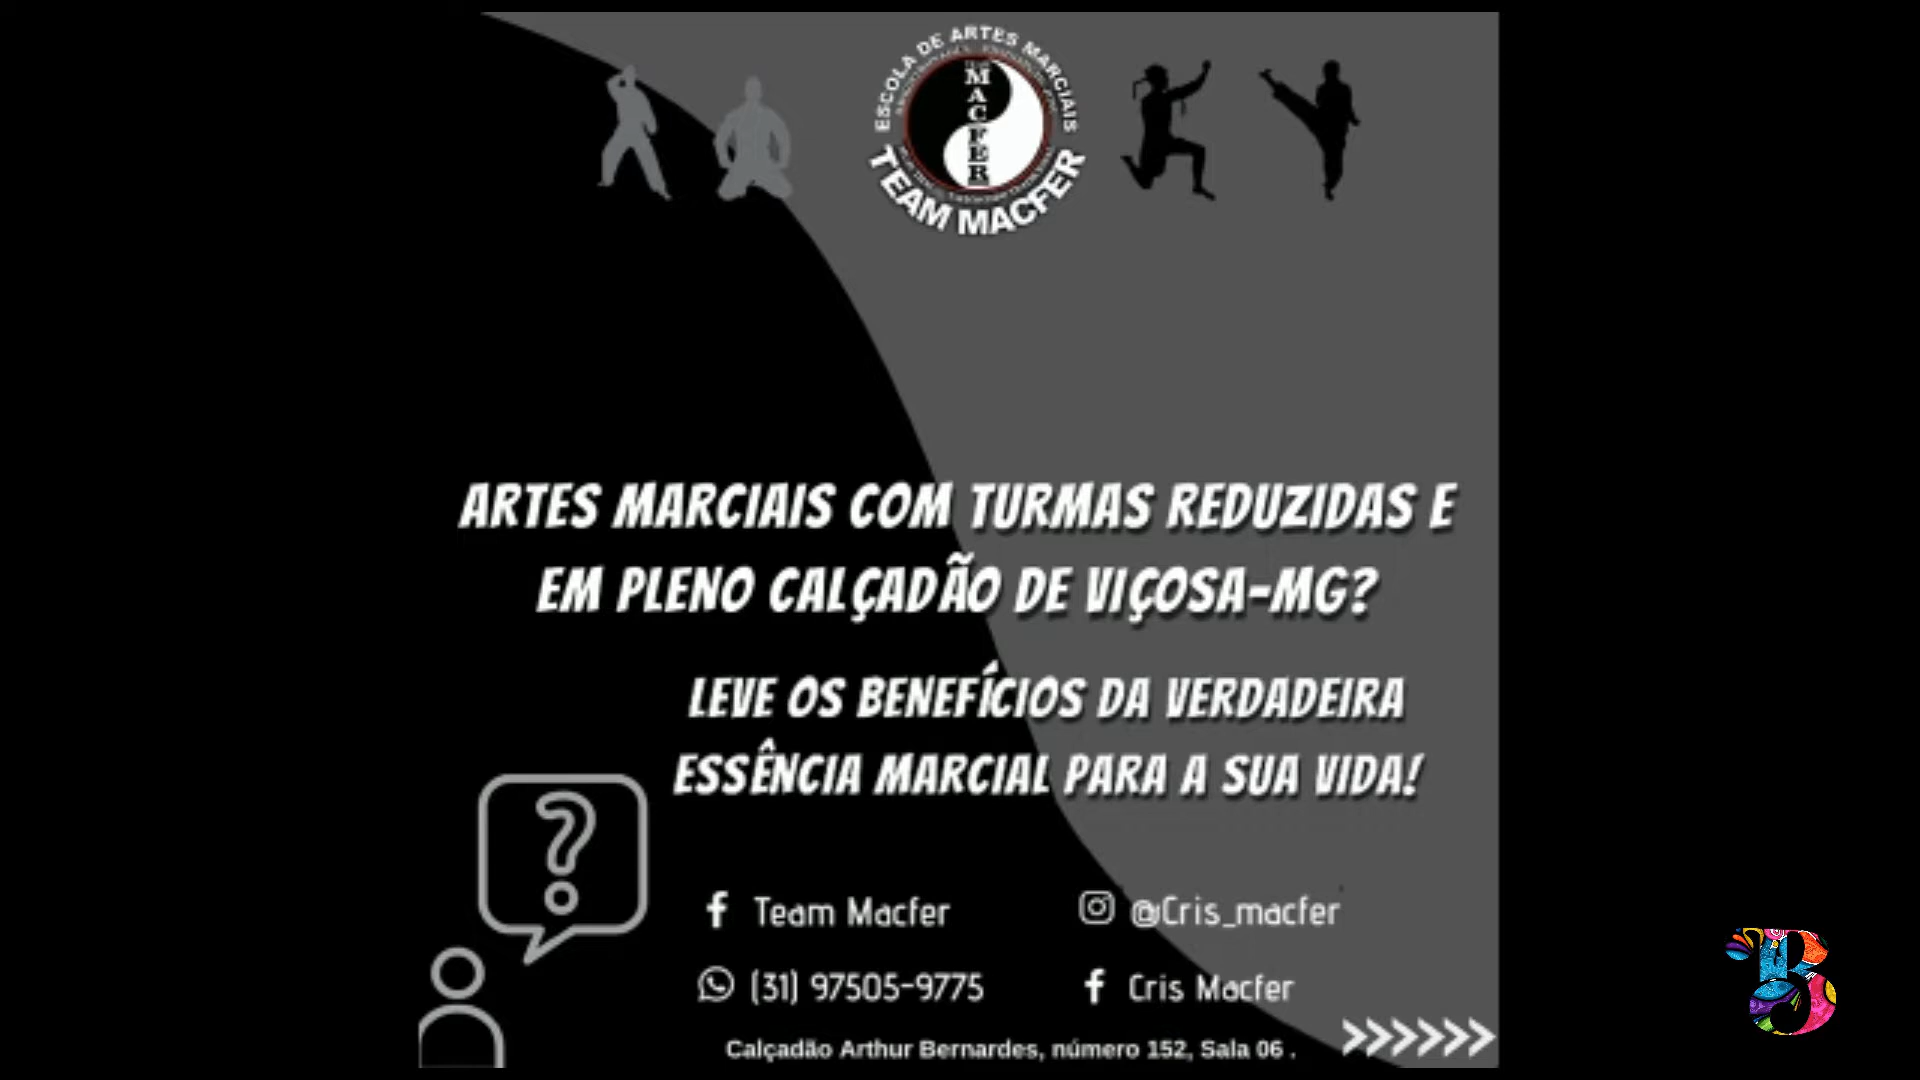 ESCOLA DE ARTES MARCIAIS
MACFER
TEAM MACFER
ARTES MARCIAIS COM TURMAS REDUZIDAS E
EM PLENO CALÇADÃO DE VIÇOSA-MG?
LEVE OS BENEFÍCIOS DA VERDADEIRA
ESSÊNCIA MARCIAL PARA A SUA VIDA!
?
Team Macfer
@Cris_macfer
(31) 97505-9775
Cris Macfer
Calçadão Arthur Bernardes, número 152, Sala 06 .
B